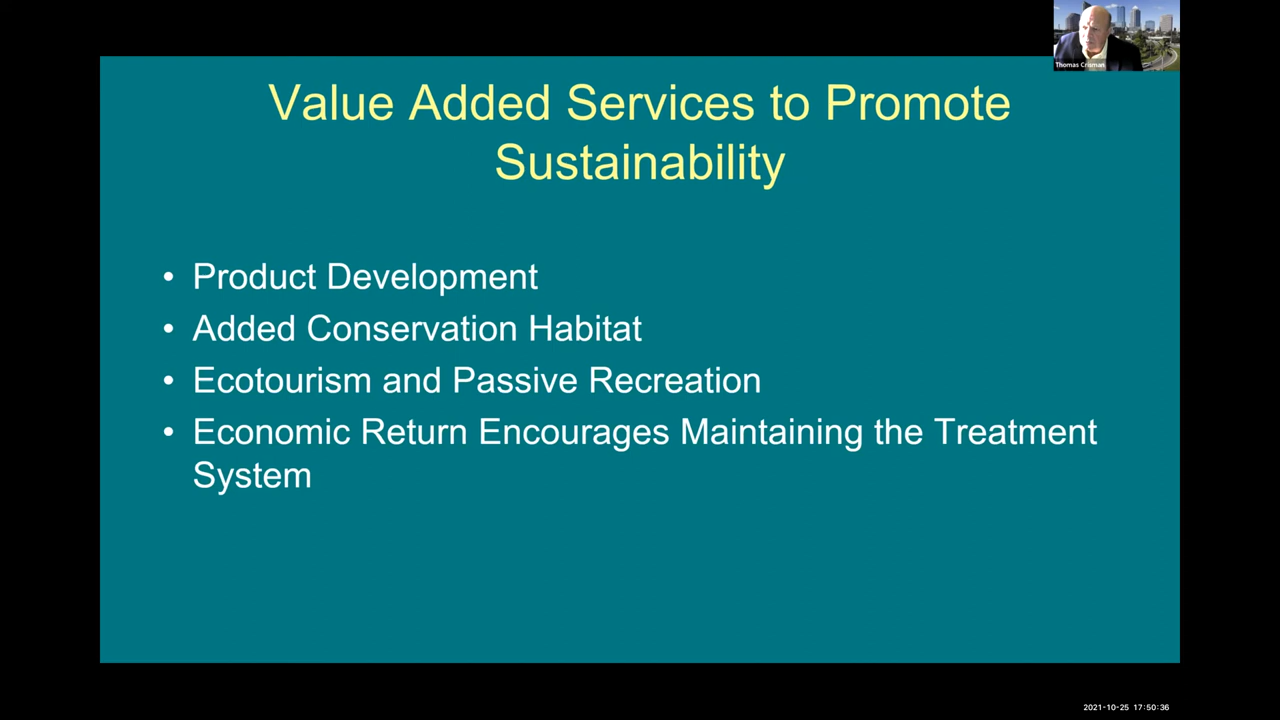 Thomas Crisman
Value Added Services to Promote
Sustainability
• Product Development
• Added Conservation Habitat
• Ecotourism and Passive Recreation
• Economic Return Encourages Maintaining the Treatment
System
2021-10-25 17:50:36